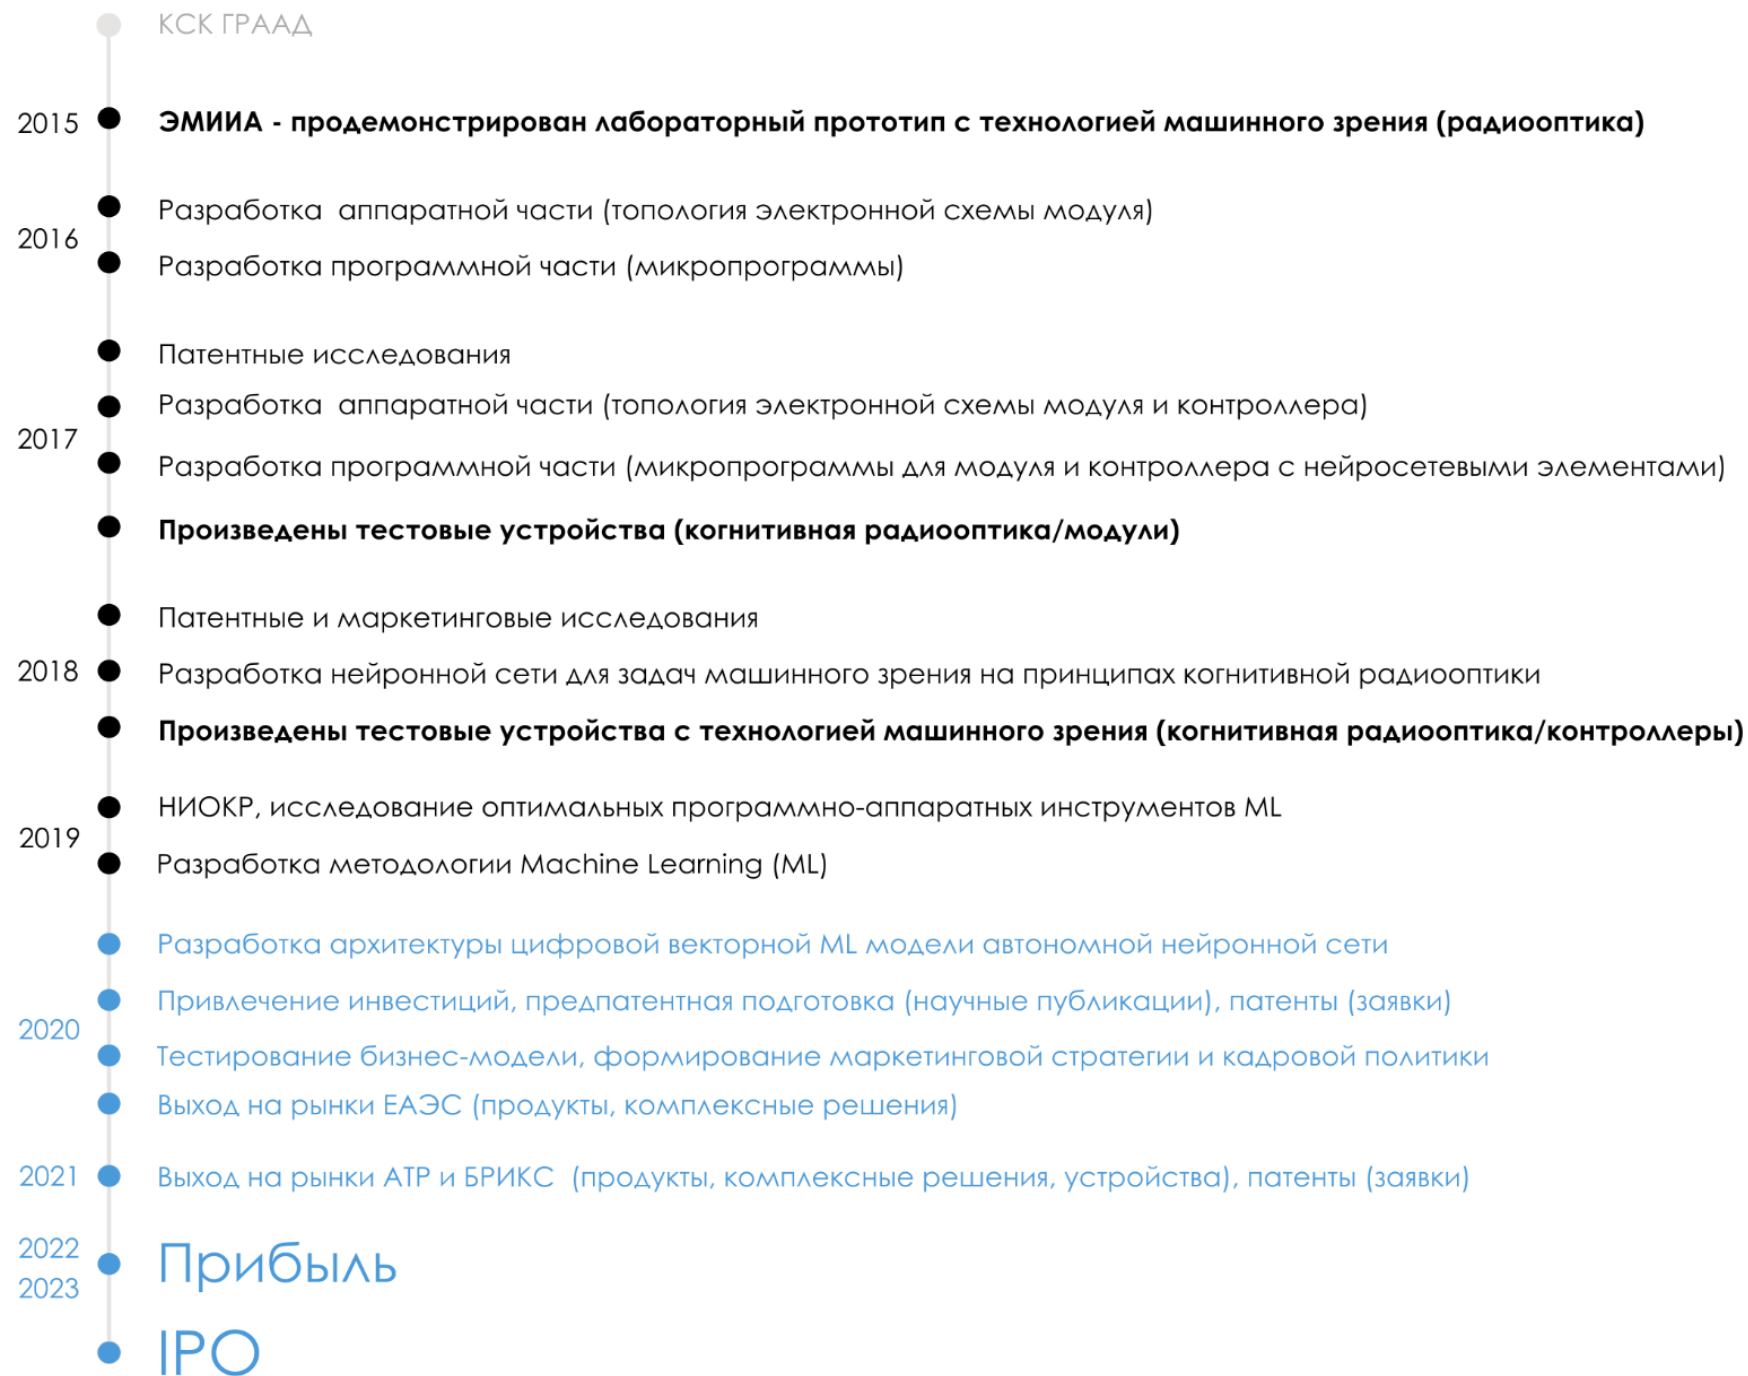 КСК ГРААД
2015
ЭМИИА - продемонстрирован лабораторный прототип с технологией машинного зрения (радиооптика)
2016
Разработка аппаратной части (топология электронной схемы модуля)
Разработка программной части (микропрограммы)
2017
Патентные исследования
Разработка аппаратной части (топология электронной схемы модуля и контроллера)
Разработка программной части (микропрограммы для модуля и контроллера с нейросетевыми элементами)
Произведены тестовые устройства (когнитивная радиооптика/модули)
2018
Патентные и маркетинговые исследования
Разработка нейронной сети для задач машинного зрения на принципах когнитивной радиооптики
Произведены тестовые устройства с технологией машинного зрения (когнитивная радиооптика/контроллеры)
2019
НИОКР, исследование оптимальных программно-аппаратных инструментов ML
Разработка методологии Machine Learning (ML)
2020
Разработка архитектуры цифровой векторной ML модели автономной нейронной сети
Привлечение инвестиций, предпатентная подготовка (научные публикации), патенты (заявки)
Тестирование бизнес-модели, формирование маркетинговой стратегии и кадровой политики
Выход на рынки ЕАЭС (продукты, комплексные решения)
2021
Выход на рынки АТР и БРИКС (продукты, комплексные решения, устройства), патенты (заявки)
2022
2023
Прибыль
IPO